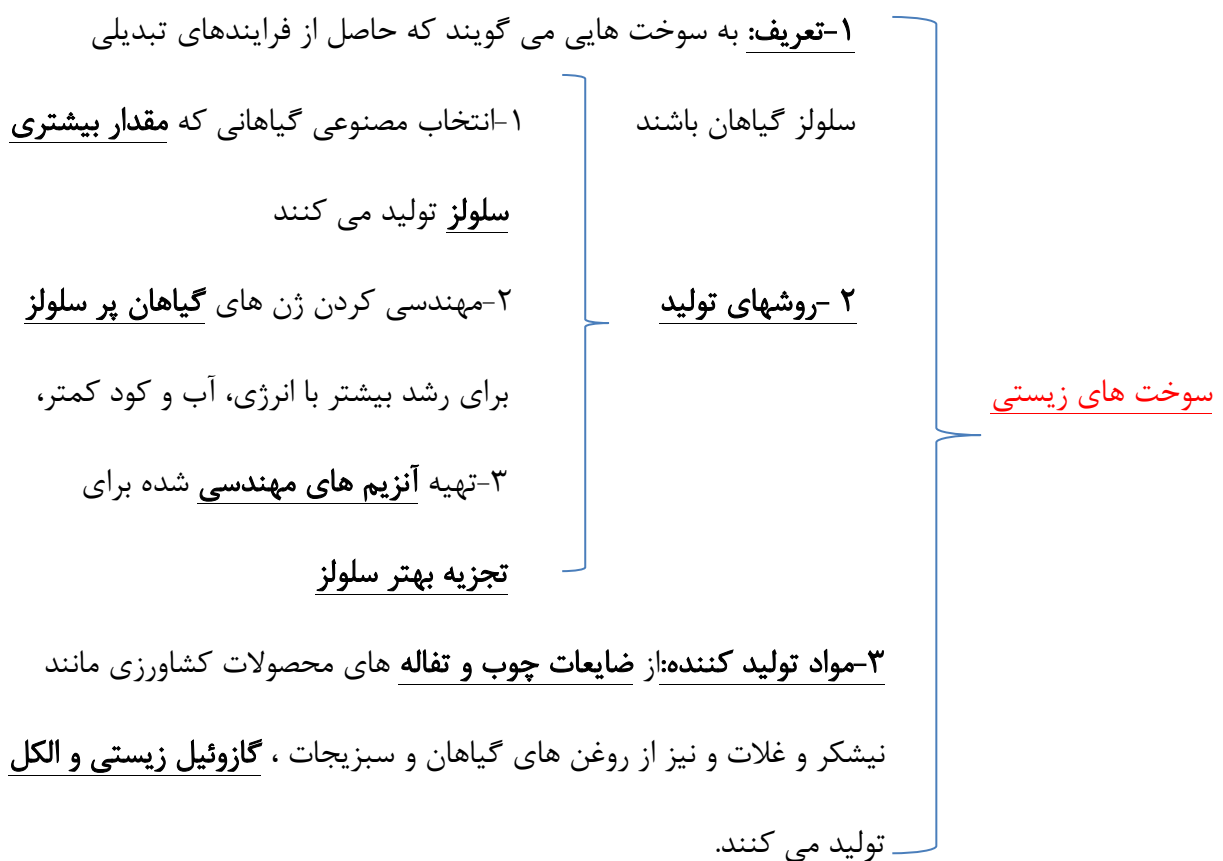 سوخت های زیستی
۱-تعریف: به سوخت هایی می گویند که حاصل از فرایندهای تبدیلی
سلولز گیاهان باشند
۲ -روشهای تولید
۱-انتخاب مصنوعی گیاهانی که مقدار بیشتری
سلولز تولید می کنند
۲-مهندسی کردن ژن های گیاهان پر سلولز
برای رشد بیشتر با انرژی، آب و کود کمتر،
۳-تهیه آنزیم های مهندسی شده برای
تجزیه بهتر سلولز
۳-مواد تولید کننده:از ضایعات چوب و تفاله های محصولات کشاورزی مانند
نیشکر و غلات و نیز از روغن های گیاهان و سبزیجات ، گازوئیل زیستی و الکل
تولید می کنند.